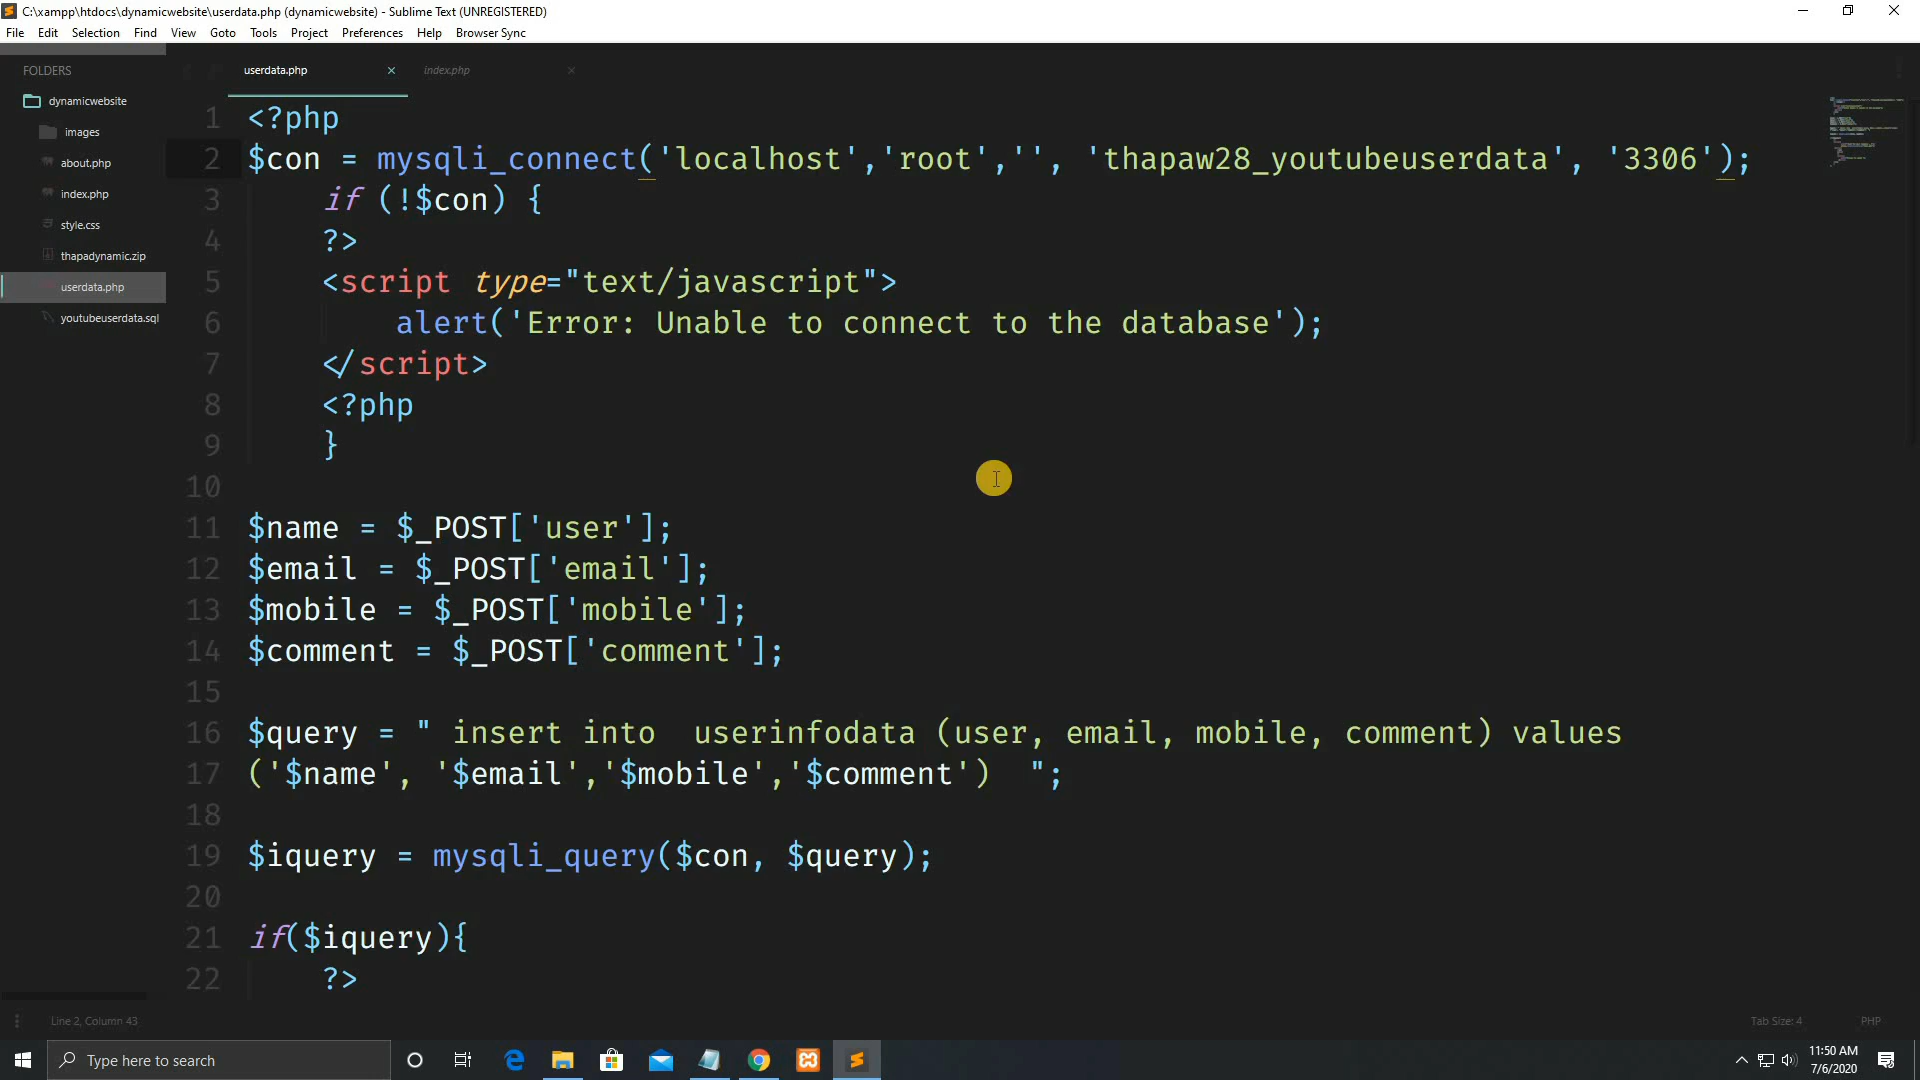 C:\xampp\htdocs\dynamicwebsite\userdata.php (dynamicwebsite) - Sublime Text (UNREGISTERED)
File Edit Selection Find View Goto Tools Project Preferences Help Browser Sync
FOLDERS
dynamicwebsite
images
about.php
index.php
style.css
thapadynamic.zip
userdata.php
youtubeuserdata.sql
userdata.php × index.php ×
1 <?php
2 $con = mysqli_connect('localhost','root','', 'thapaw28_youtubeuserdata', '3306');
3 if (!$con) {
4 ?>
5 <script type="text/javascript">
6 alert('Error: Unable to connect to the database');
7 </script>
8 <?php
9 }
10
11 $name = $_POST['user'];
12 $email = $_POST['email'];
13 $mobile = $_POST['mobile'];
14 $comment = $_POST['comment'];
15
16 $query = " insert into  userinfodata (user, email, mobile, comment) values
17 ('$name', '$email','$mobile','$comment')  ";
18
19 $iquery = mysqli_query($con, $query);
20
21 if($iquery){
22 ?>
Line 2, Column 43 Tab Size: 4 PHP
Type here to search
11:50 AM
7/6/2020